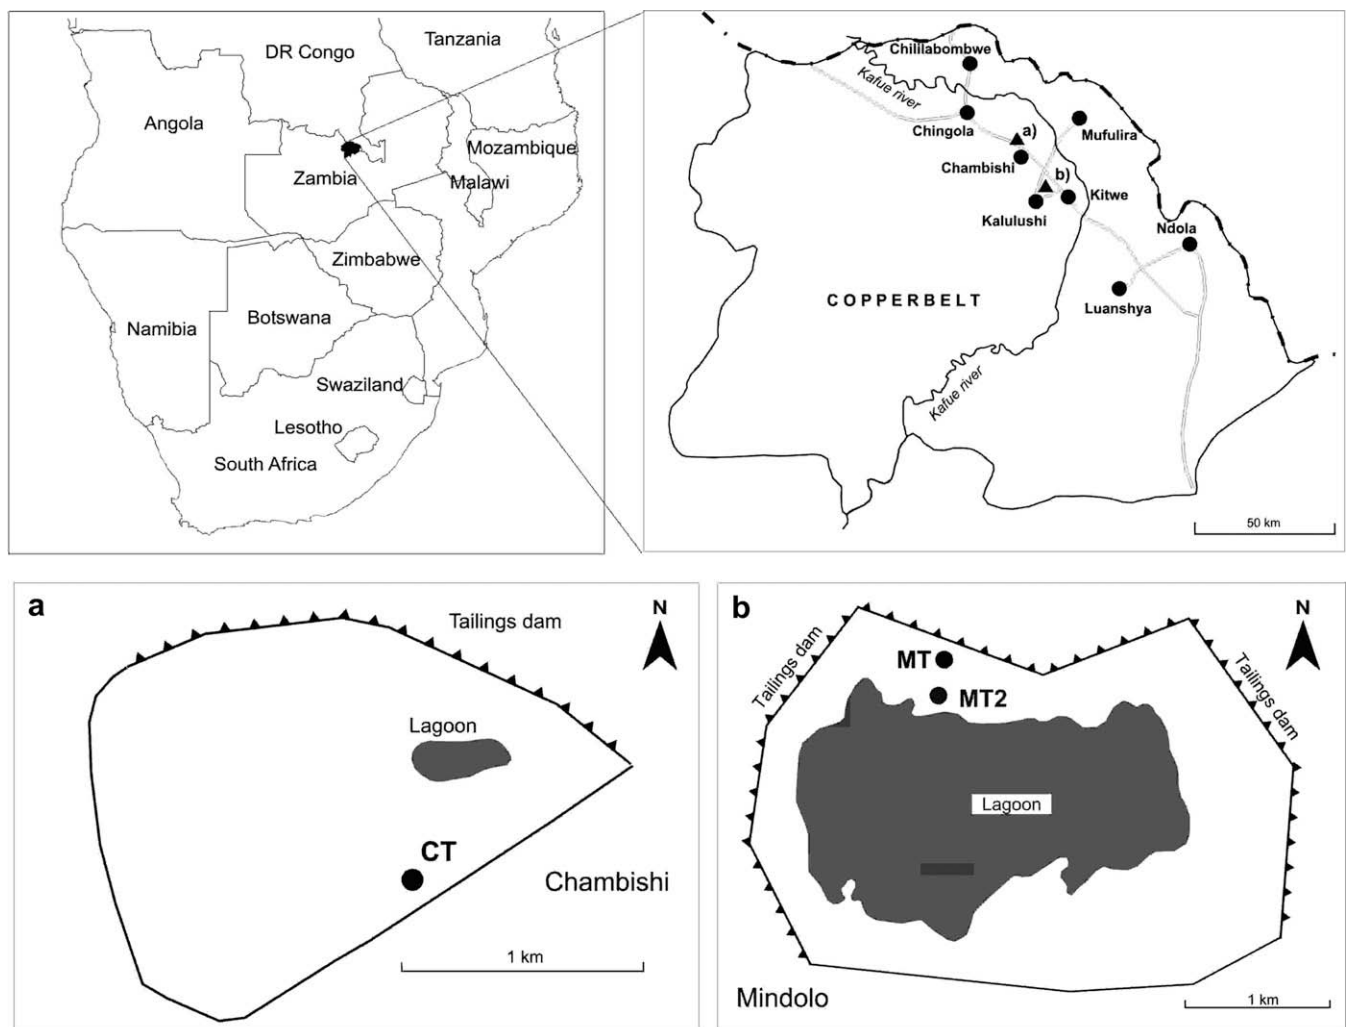 DR Congo
Tanzania
Angola
Mozambique
Zambia
Malawi
Zimbabwe
Namibia
Botswana
Swaziland
Lesotho
South Africa
Chililabombwe
Kafue river
Chingola
a)
Mufulira
Chambishi
b)
Kitwe
Kalulushi
Ndola
COPPERBELT
Luanshya
Kafue river
50 km
a
Tailings dam
N
Lagoon
CT
Chambishi
1 km
b
N
Tailings dam
MT
Tailings dam
MT2
Lagoon
Mindolo
1 km